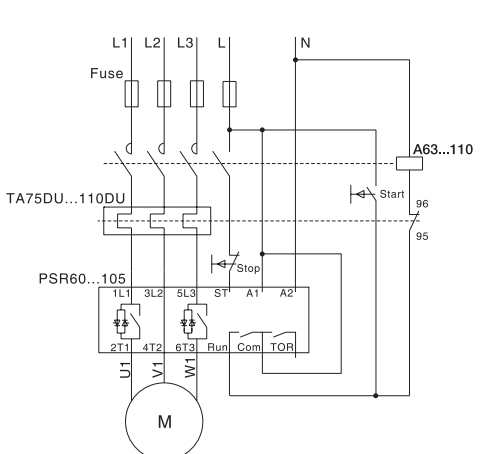 L1 L2 L3 L N
Fuse
A63...110
Start
TA75DU...110DU
96
95
Stop
PSR60...105
1L1 3L2 5L3 ST A1 A2
2T1 4T2 6T3 Run Com TOR
U1 V1 W1
M